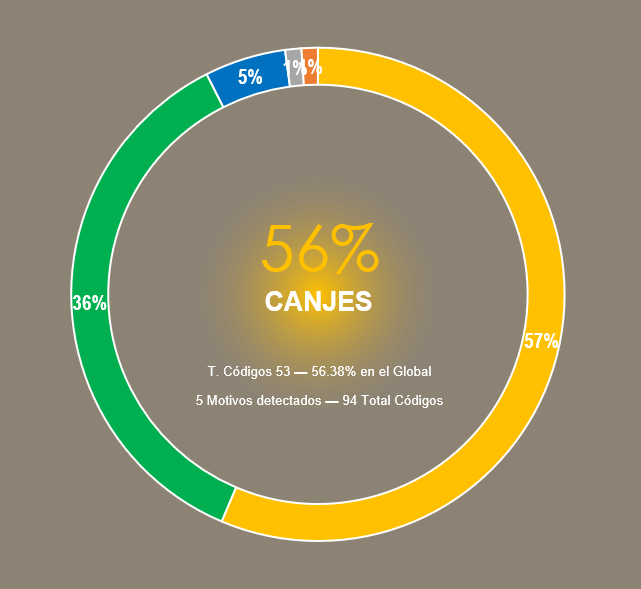 5%
1%
1%
56%
CANJES
36%
57%
T. Códigos 53 — 56.38% en el Global
5 Motivos detectados — 94 Total Códigos